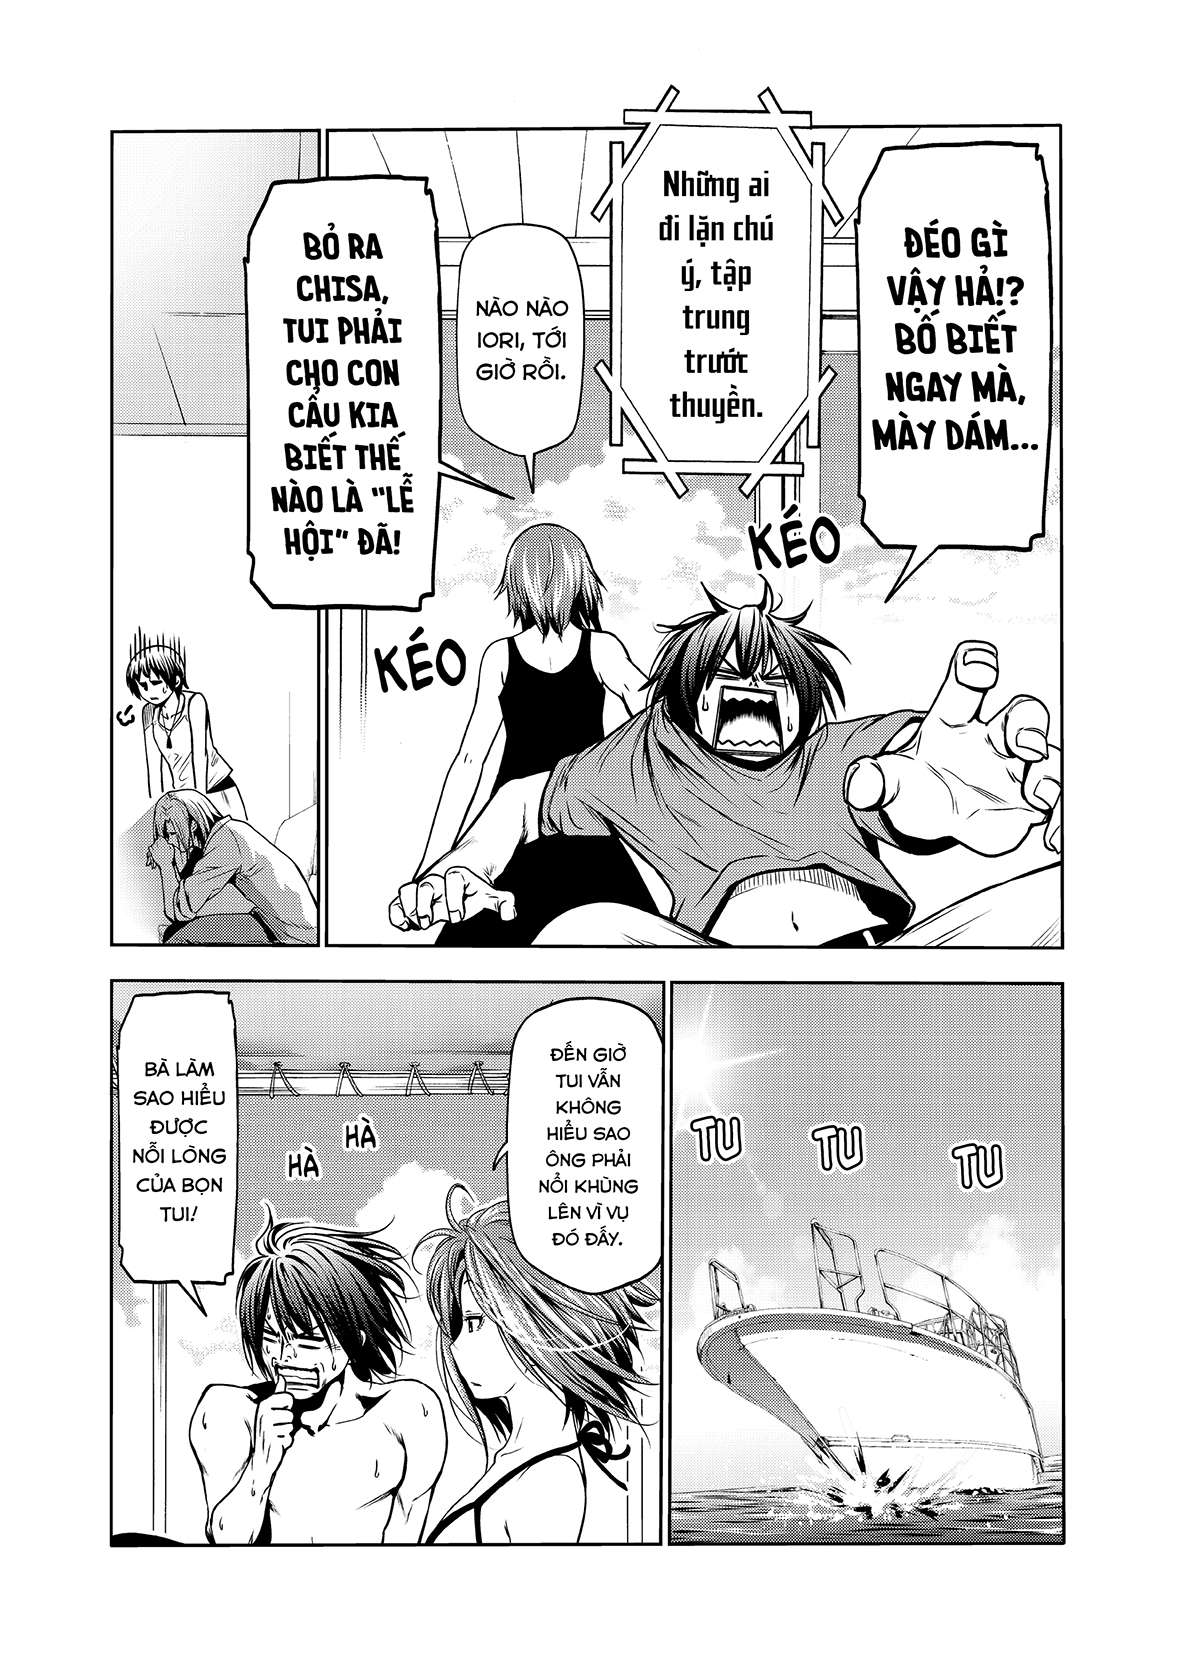 ĐÉO GÌ
VẬY HẢ!?
BỐ BIẾT
NGAY MÀ,
MÀY DÁM...
Những ai
đi lặn chú
ý, tập
trung
trước
thuyền.
KÉO
NÀO NÀO
IORI, TỚI
GIỜ RỒI.
BỎ RA
CHISA,
TUI PHẢI
CHO CON
CẨU KIA
BIẾT THẾ
NÀO LÀ “LỄ
HỘI” ĐÃ!
KÉO
TU
TU
TU
ĐẾN GIỜ
TUI VẪN
KHÔNG
HIỂU SAO
ÔNG PHẢI
NỔI KHÙNG
LÊN VÌ VỤ
ĐÓ ĐẤY.
HÀ
HÀ
BÀ LÀM
SAO HIỂU
ĐƯỢC
NỖI LÒNG
CỦA BỌN
TUI!